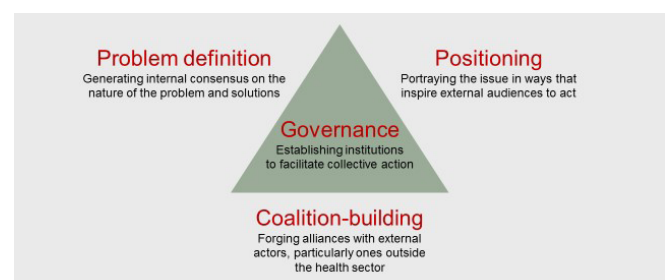 Problem definition
Generating internal consensus on the
nature of the problem and solutions
Positioning
Portraying the issue in ways that
inspire external audiences to act
Governance
Establishing institutions
to facilitate collective action
Coalition-building
Forging alliances with external
actors, particularly ones outside
the health sector